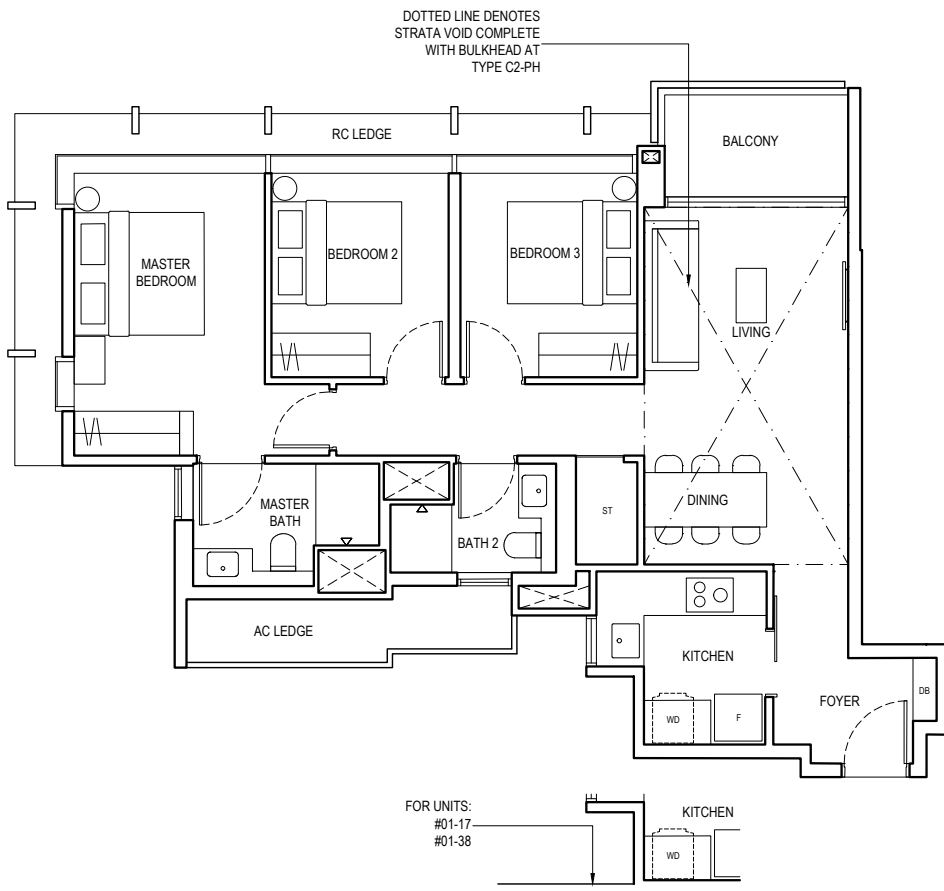 DOTTED LINE DENOTES
STRATA VOID COMPLETE
WITH BULKHEAD AT
TYPE C2-PH
RC LEDGE
BALCONY
MASTER
BEDROOM
BEDROOM 2
BEDROOM 3
LIVING
MASTER
BATH
BATH 2
ST
DINING
AC LEDGE
KITCHEN
WD
F
FOYER
DB
FOR UNITS:
#01-17
#01-38
KITCHEN
WD